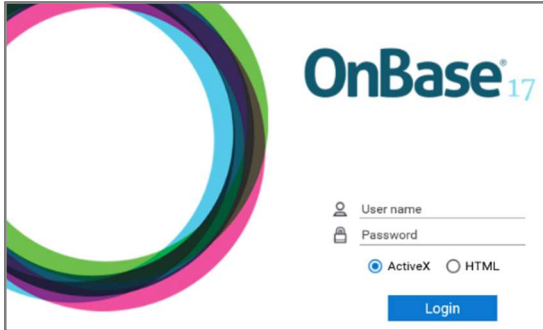 OnBase® 17
User name
Password
ActiveX HTML
Login